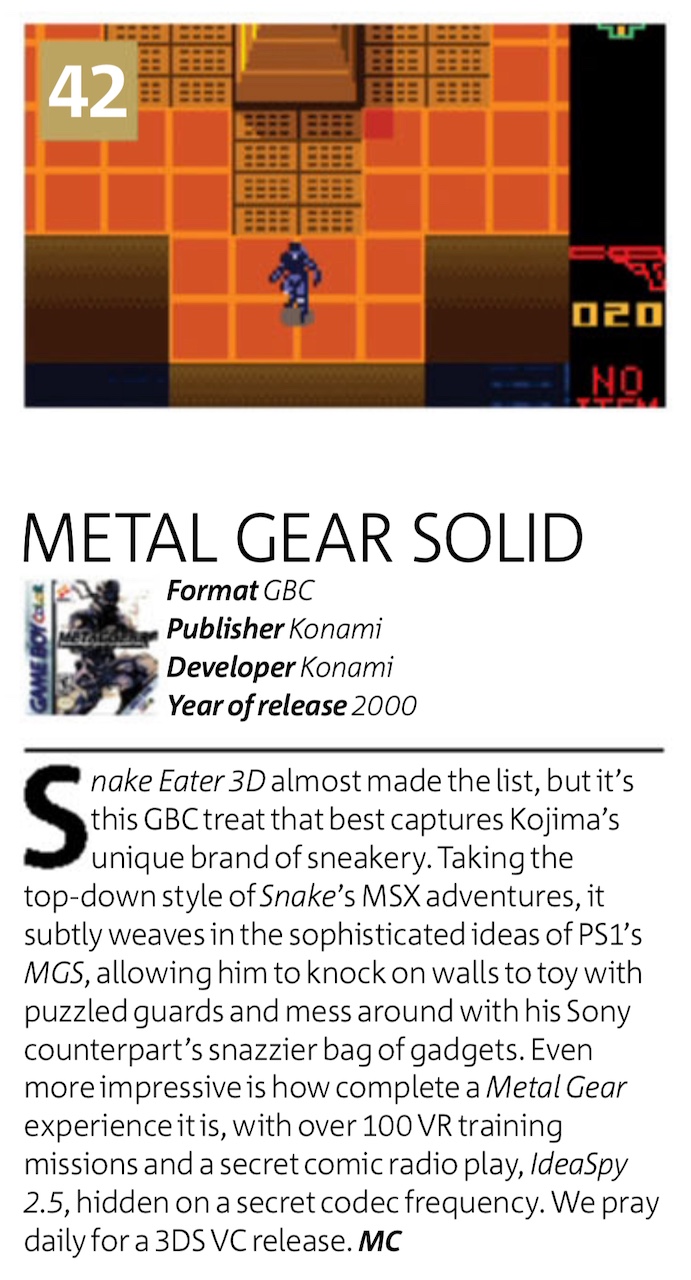 42
020
NO
ITEM
METAL GEAR SOLID
GAME BOY COLOR
METAL GEAR
Format GBC
Publisher Konami
Developer Konami
Year of release 2000
Snake Eater 3D almost made the list, but it's
this GBC treat that best captures Kojima's
unique brand of sneakery. Taking the
top-down style of Snake's MSX adventures, it
subtly weaves in the sophisticated ideas of PS1's
MGS, allowing him to knock on walls to toy with
puzzled guards and mess around with his Sony
counterpart's snazzier bag of gadgets. Even
more impressive is how complete a Metal Gear
experience it is, with over 100 VR training
missions and a secret comic radio play, IdeaSpy
2.5, hidden on a secret codec frequency. We pray
daily for a 3DS VC release. MC